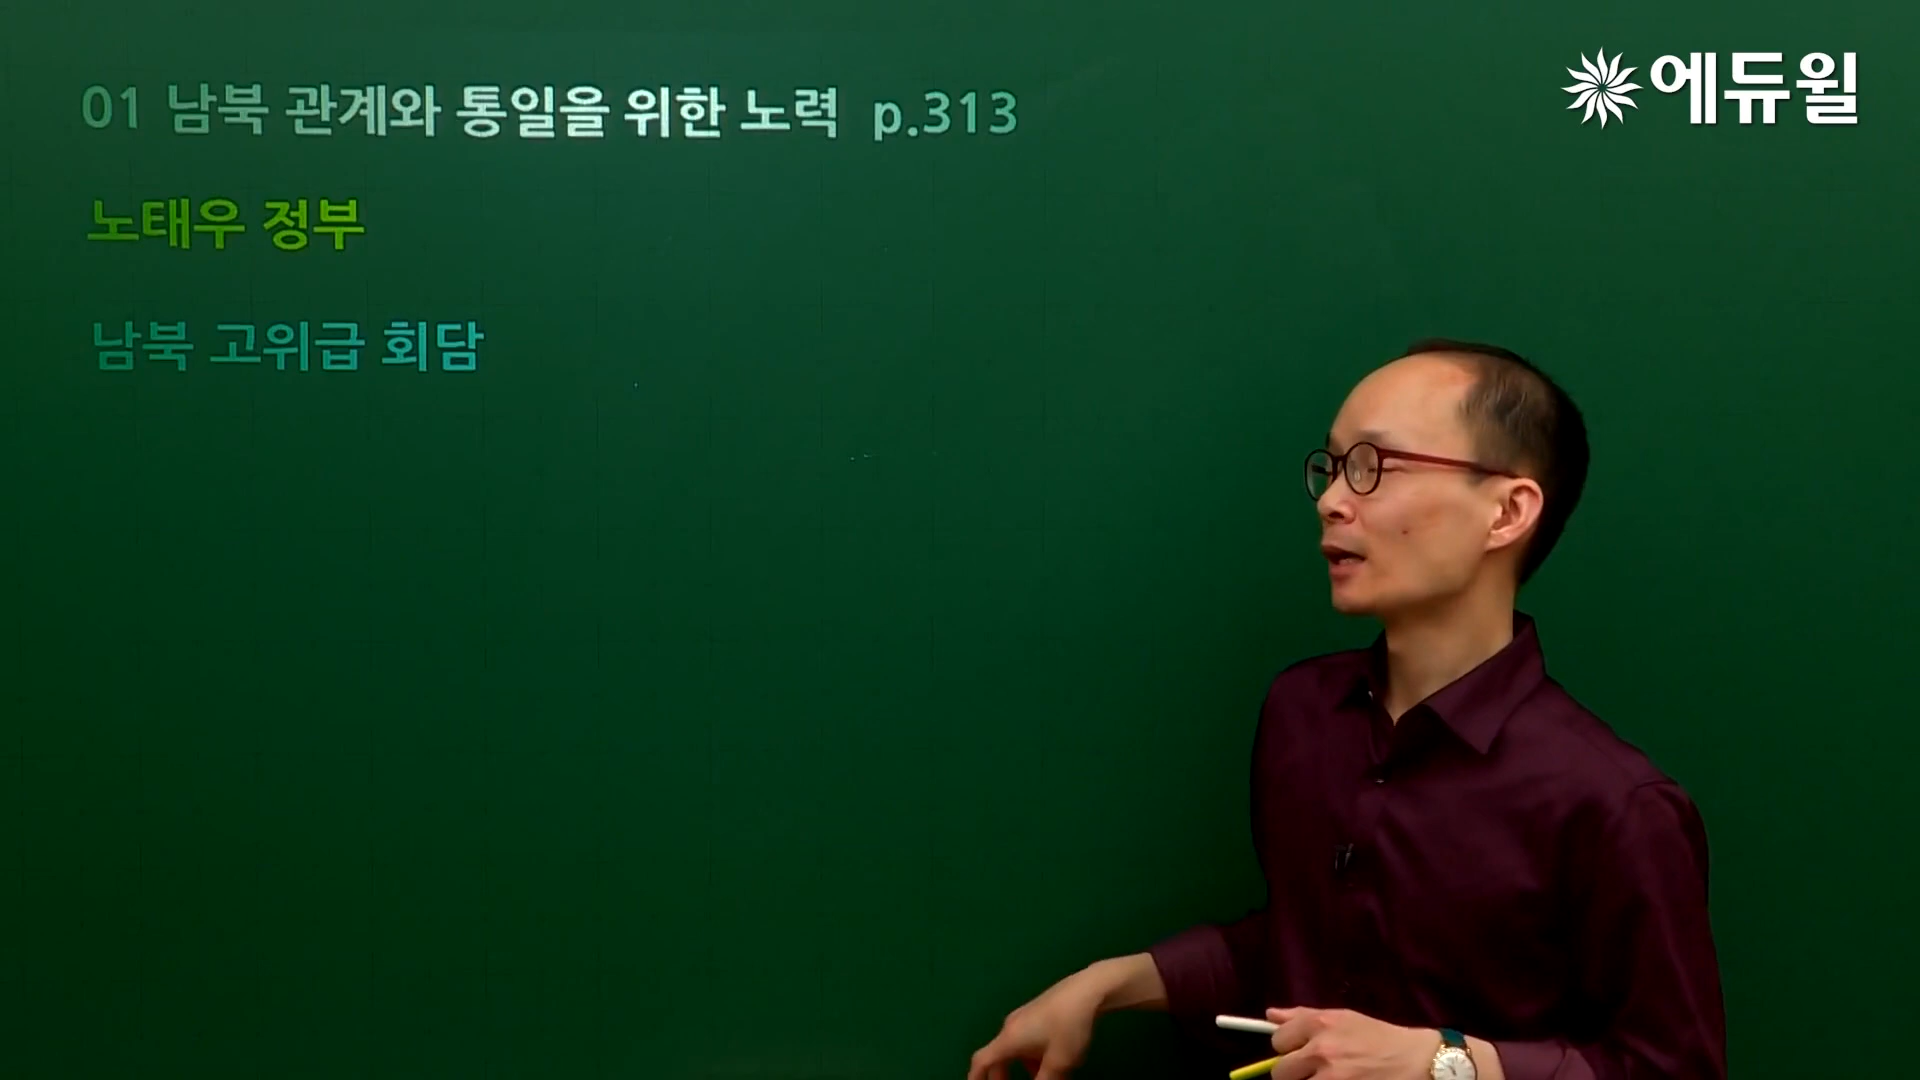 에듀윌
01 남북 관계와 통일을 위한 노력 p.313
노태우 정부
남북 고위급 회담